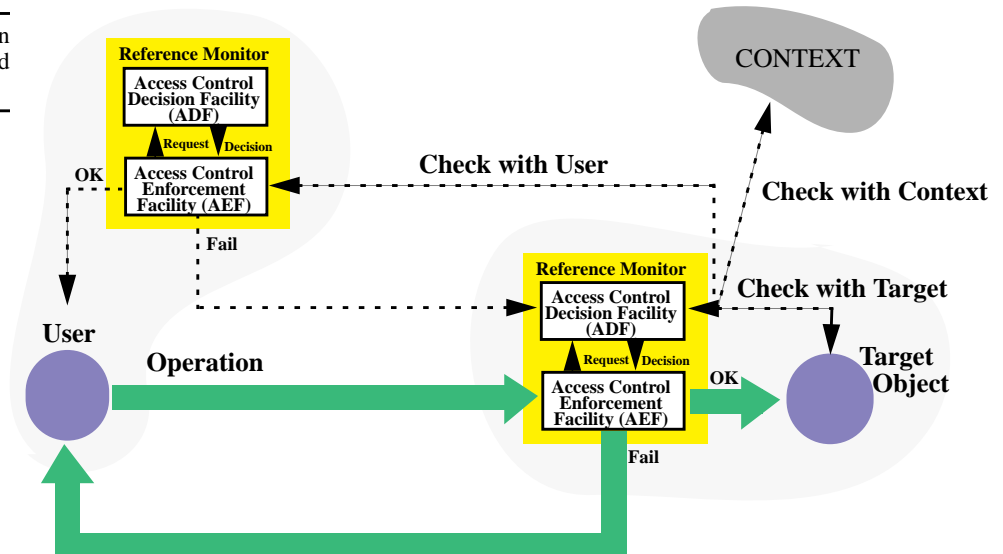 n
d
Reference Monitor
Access Control
Decision Facility
(ADF)
Request
Decision
Access Control
Enforcement
Facility (AEF)
OK
Fail
CONTEXT
Check with User
Check with Context
Reference Monitor
Access Control
Decision Facility
(ADF)
Request
Decision
Access Control
Enforcement
Facility (AEF)
OK
Fail
Check with Target
User
Operation
Target
Object